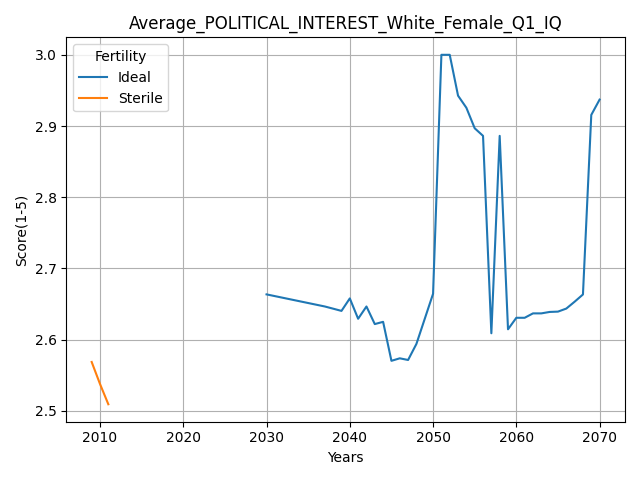 Average_POLITICAL_INTEREST_White_Female_Q1_IQ
Fertility
Ideal
Sterile
Score(1-5)
3.0
2.9
2.8
2.7
2.6
2.5
2010 2020 2030 2040 2050 2060 2070
Years